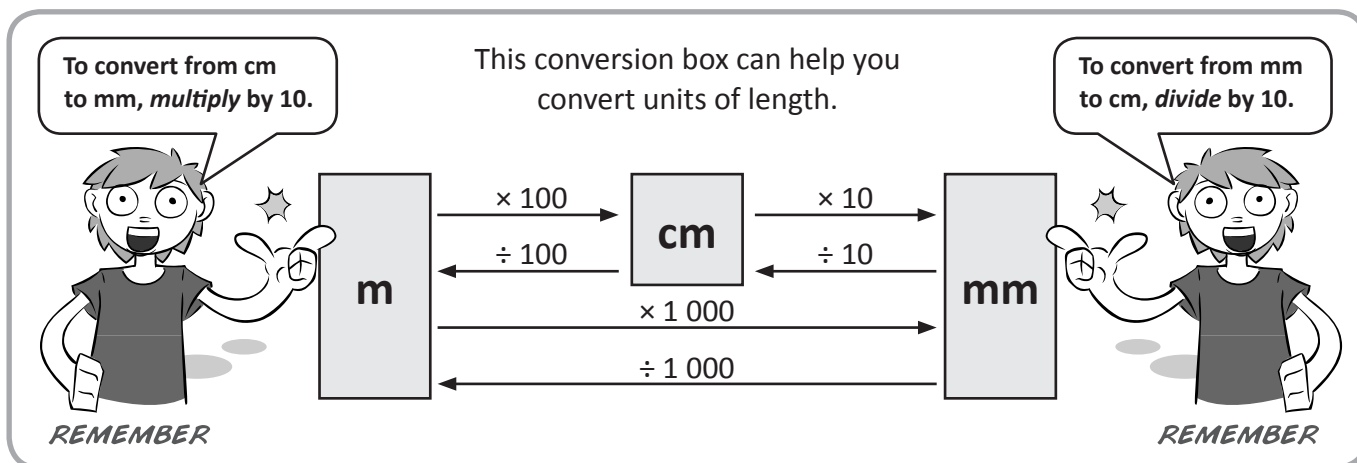 To convert from cm
to mm, multiply by 10.
This conversion box can help you
convert units of length.
To convert from mm
to cm, divide by 10.
m
× 100
÷ 100
cm
× 10
÷ 10
mm
× 1 000
÷ 1 000
REMEMBER
REMEMBER